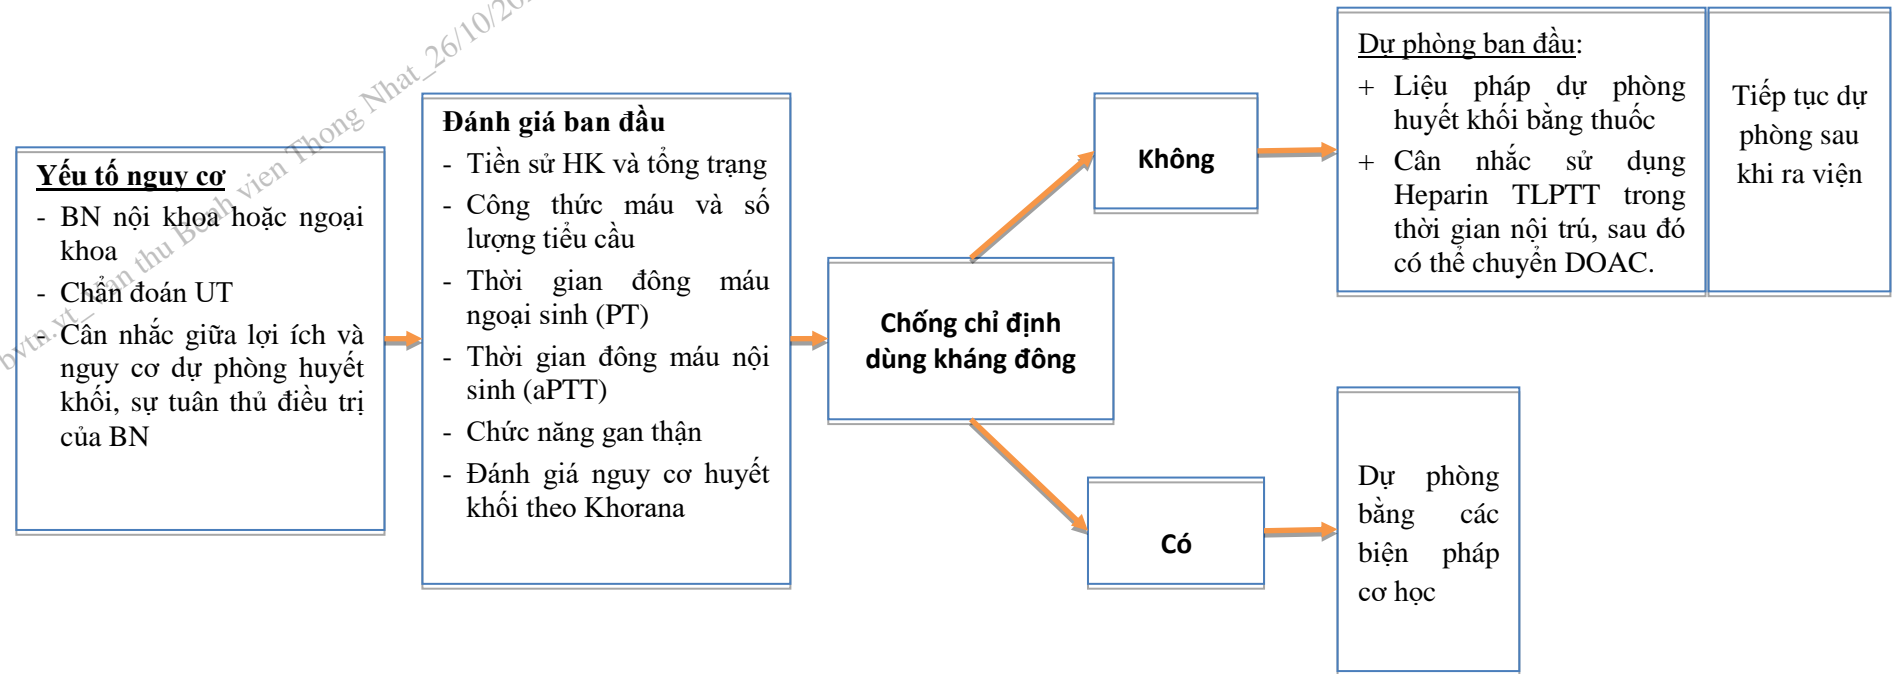 Yếu tố nguy cơ
- BN nội khoa hoặc ngoại
khoa
- Chẩn đoán UT
- Cân nhắc giữa lợi ích và
nguy cơ dự phòng huyết
khối, sự tuân thủ điều trị
của BN
Đánh giá ban đầu
- Tiền sử HK và tổng trạng
- Công thức máu và số
lượng tiểu cầu
- Thời gian đông máu
ngoại sinh (PT)
- Thời gian đông máu nội
sinh (aPTT)
- Chức năng gan thận
- Đánh giá nguy cơ huyết
khối theo Khorana
Chống chỉ định
dùng kháng đông
Không
Dự phòng ban đầu:
+ Liệu pháp dự phòng
huyết khối bằng thuốc
+ Cân nhắc sử dụng
Heparin TLPTT trong
thời gian nội trú, sau đó
có thể chuyển DOAC.
Tiếp tục dự
phòng sau
khi ra viện
Có
Dự phòng
bằng các
biện pháp
cơ học